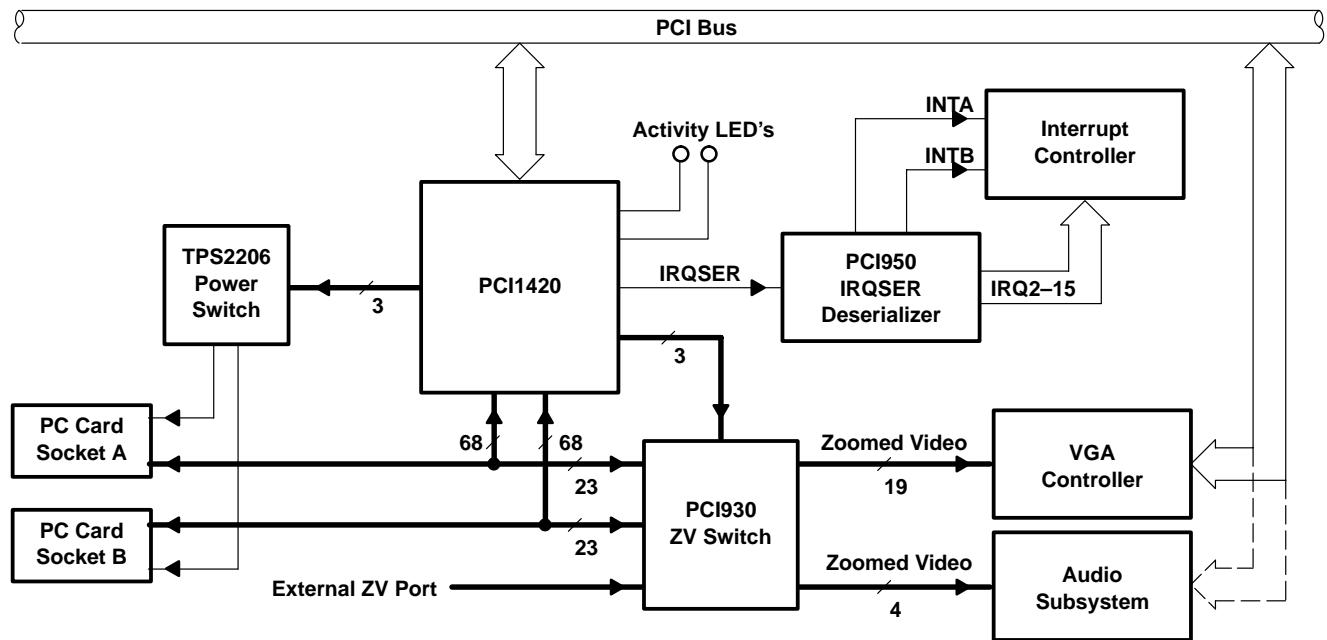 PCI Bus
Activity LED's
INTA
INTB
Interrupt
Controller
TPS2206
Power
Switch
3
PCI1420
IRQSER
PCI950
IRQSER
Deserializer
IRQ2–15
3
PC Card
Socket A
68
68
23
Zoomed Video
19
VGA
Controller
PC Card
Socket B
23
PCI930
ZV Switch
External ZV Port
Zoomed Video
4
Audio
Subsystem